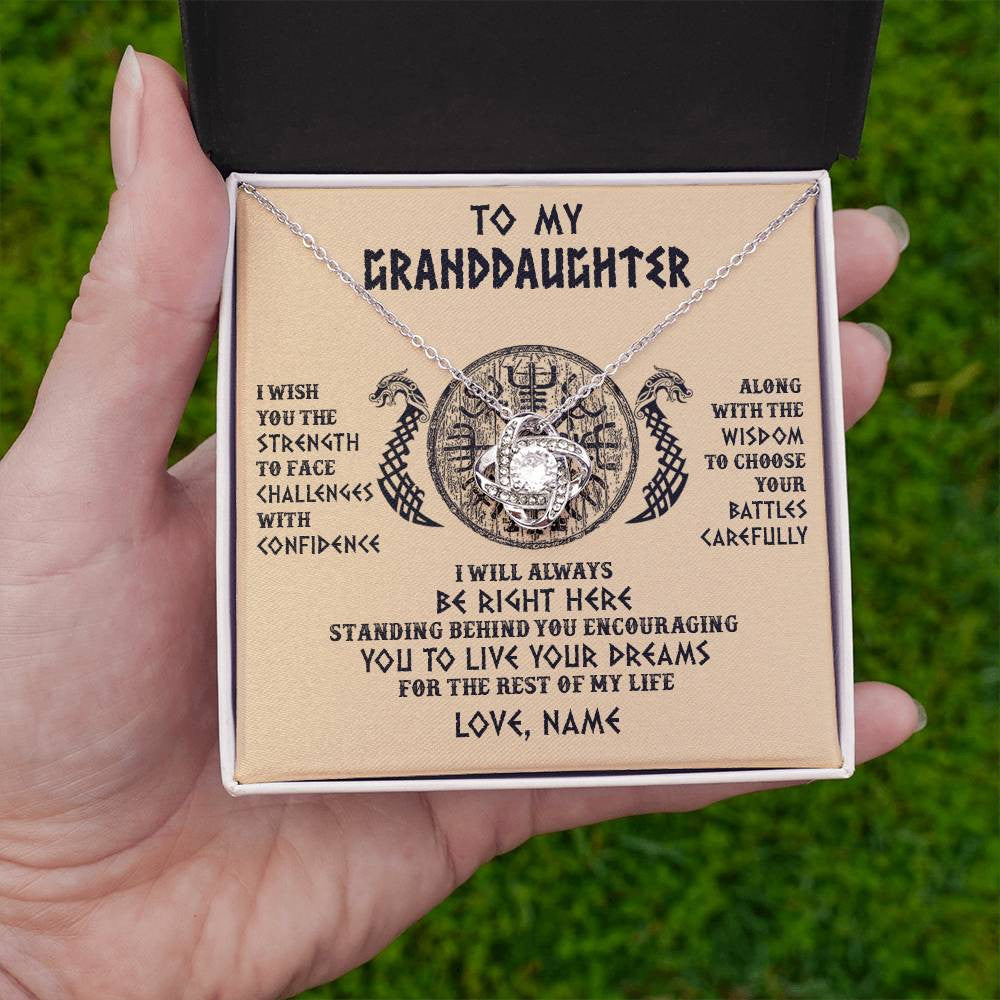 TO MY
GRANDDAUGHTER
I WISH
YOU THE
STRENGTH
TO FACE
CHALLENGES
WITH
CONFIDENCE
ALONG
WITH THE
WISDOM
TO CHOOSE
YOUR
BATTLES
CAREFULLY
I WILL ALWAYS
BE RIGHT HERE
STANDING BEHIND YOU ENCOURAGING
YOU TO LIVE YOUR DREAMS
FOR THE REST OF MY LIFE
LOVE, NAME